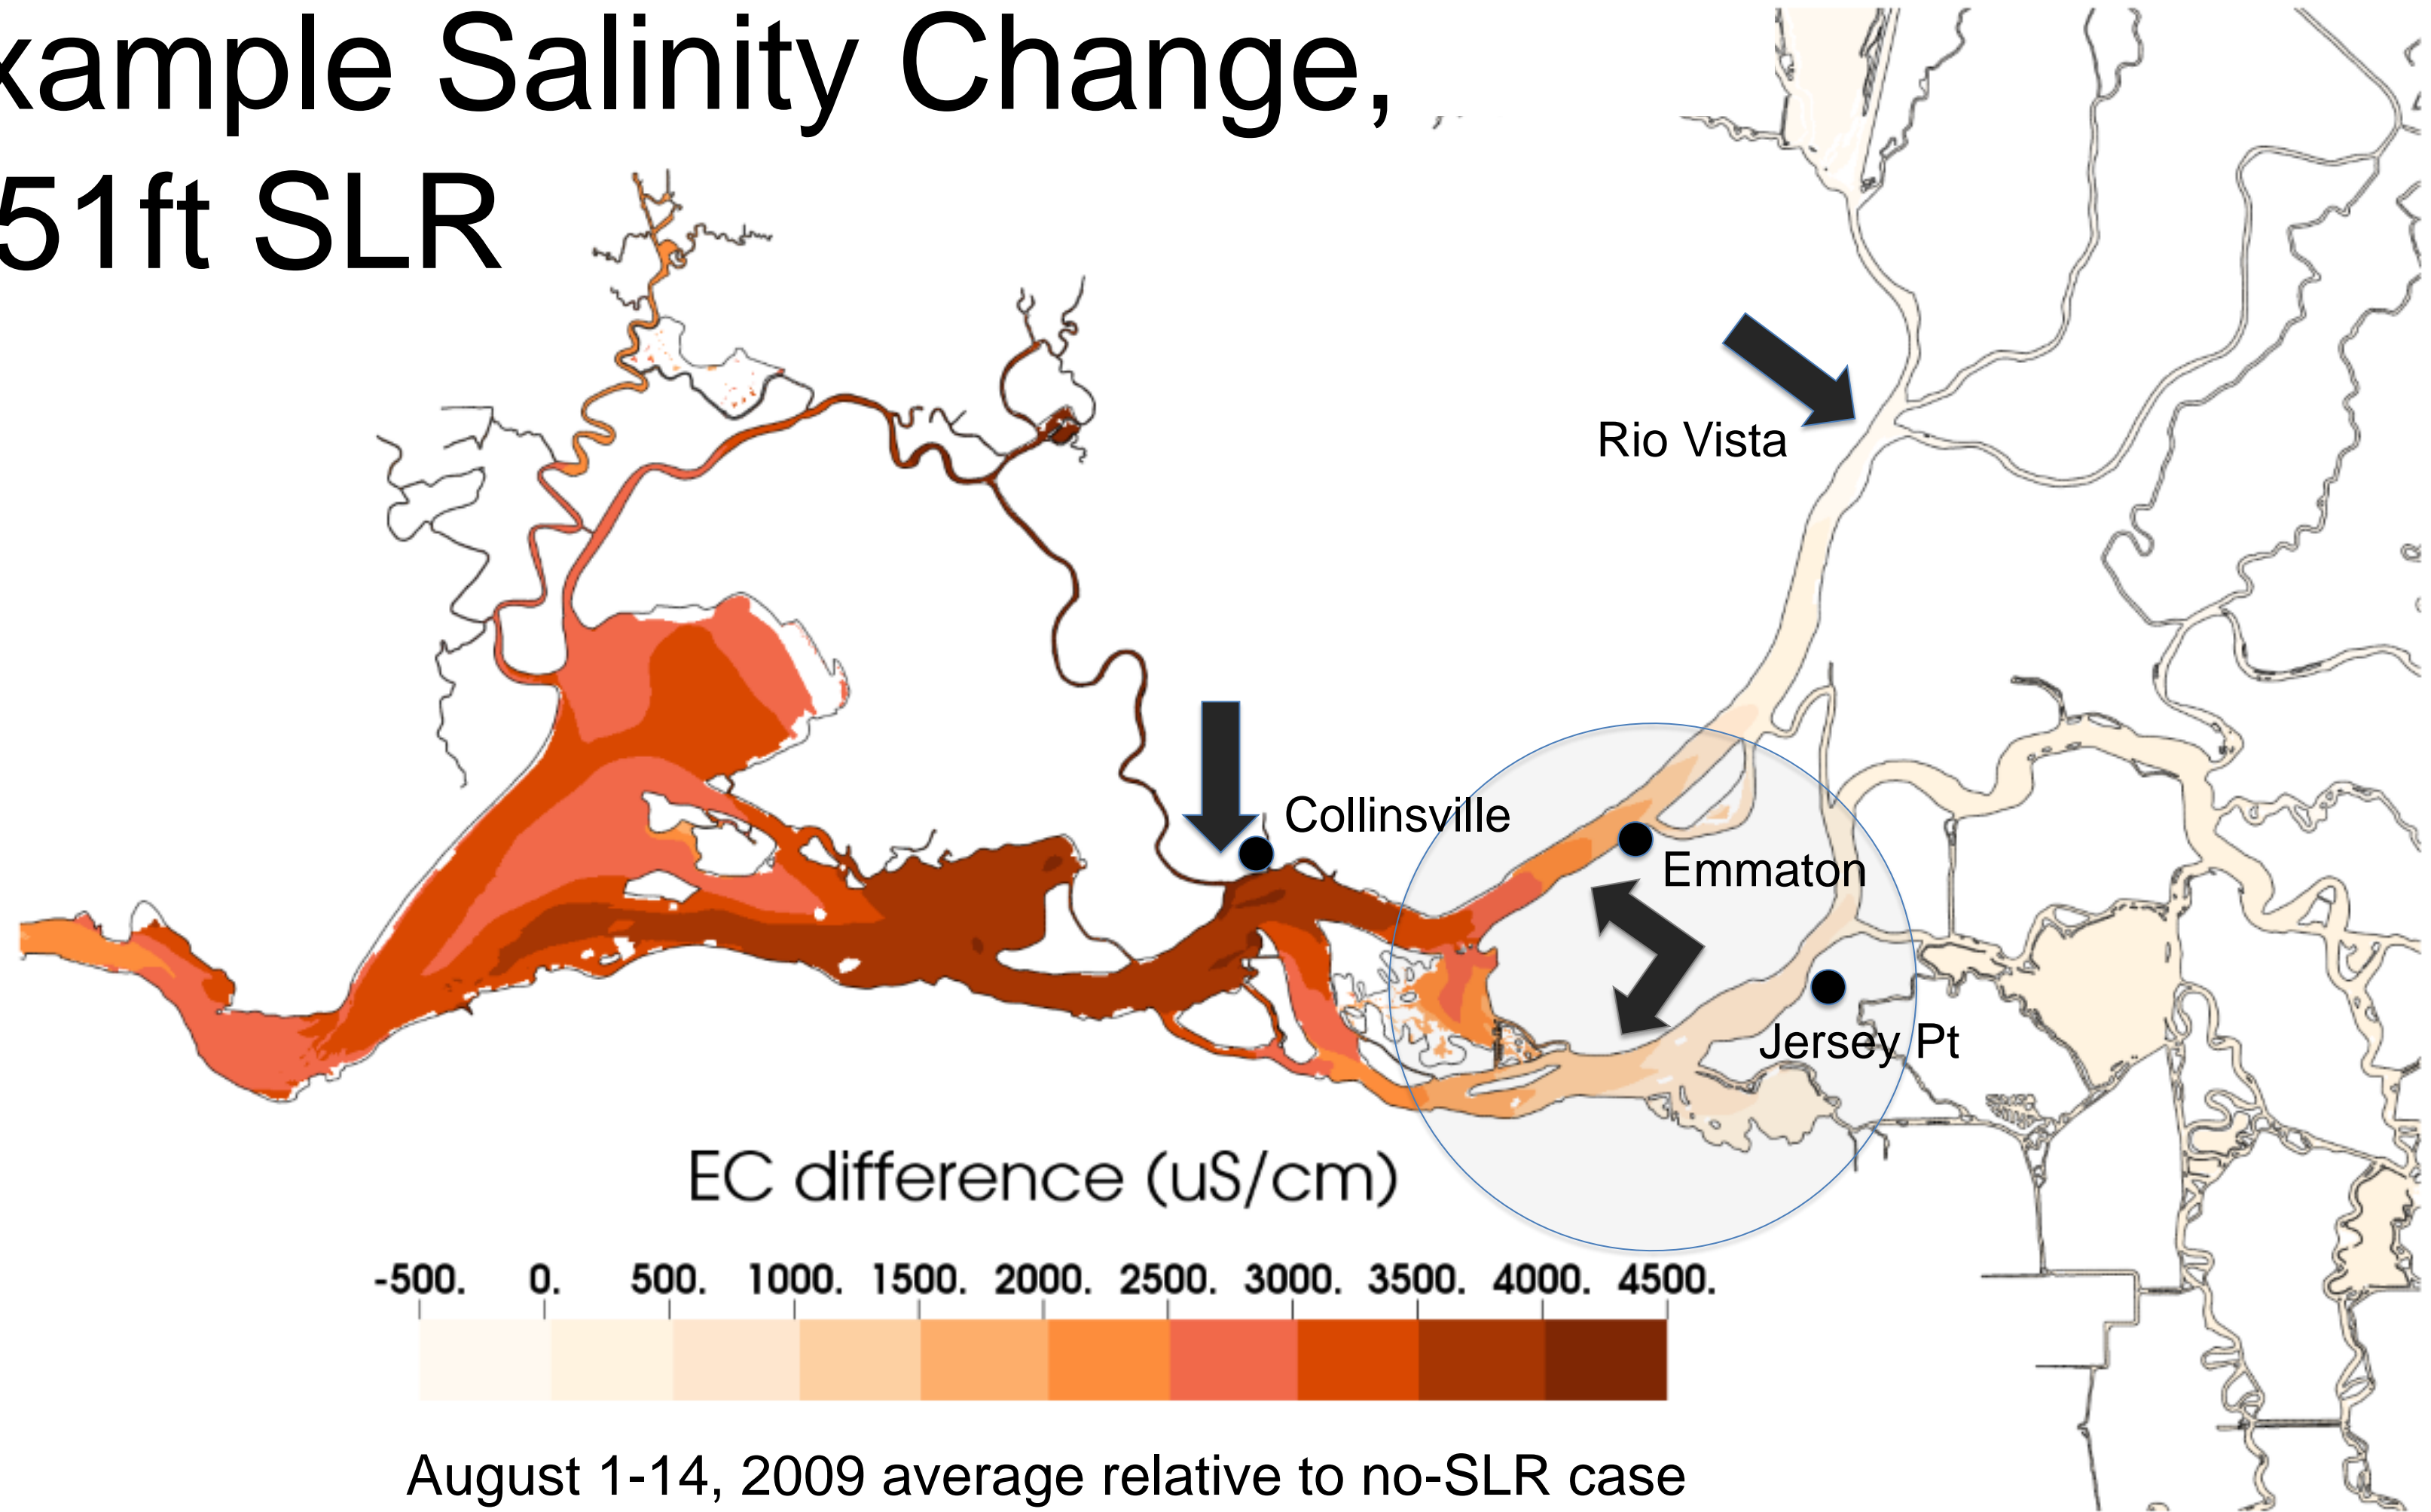 xample Salinity Change,
51ft SLR
Rio Vista
Collinsville
Emmaton
Jersey Pt
EC difference (uS/cm)
-500. 0. 500. 1000. 1500. 2000. 2500. 3000. 3500. 4000. 4500.
August 1-14, 2009 average relative to no-SLR case